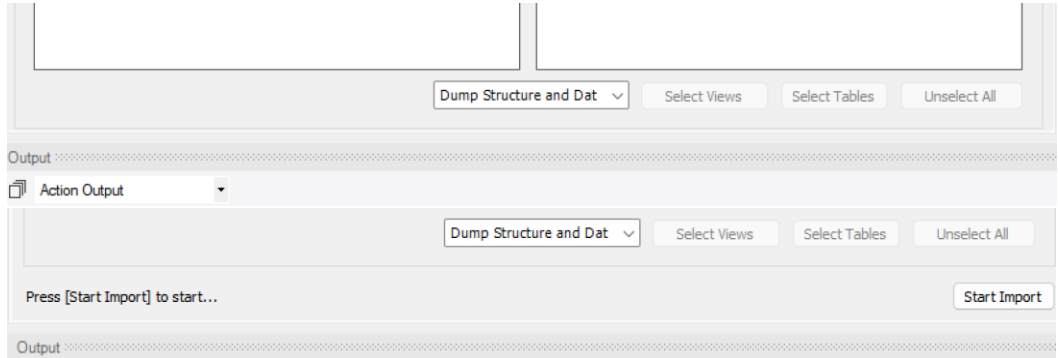 Dump Structure and Dat Select Views Select Tables Unselect All
Output
Action Output
Dump Structure and Dat Select Views Select Tables Unselect All
Press [Start Import] to start... Start Import
Output